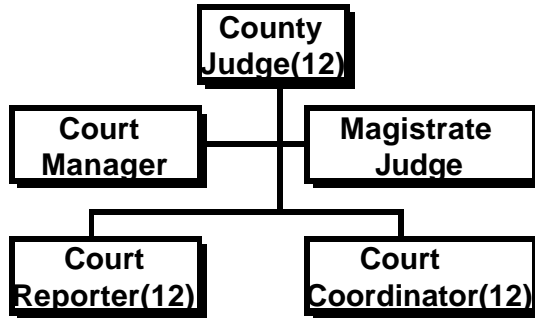 County
Judge(12)
Court
Manager
Magistrate
Judge
Court
Reporter(12)
Court
Coordinator(12)